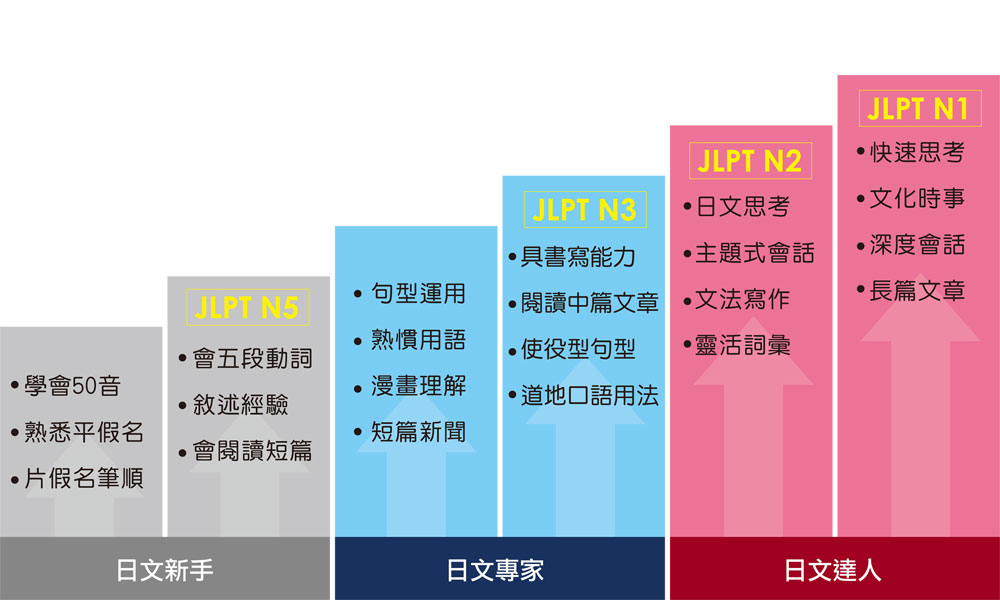 • 學會50音
• 熟悉平假名
• 片假名筆順
JLPT N5
• 會五段動詞
• 敘述經驗
• 會閱讀短篇
日文新手
• 句型運用
• 熟慣用語
• 漫畫理解
• 短篇新聞
JLPT N3
• 具書寫能力
• 閱讀中篇文章
• 使役型句型
• 道地口語用法
日文專家
JLPT N2
• 日文思考
• 主題式會話
• 文法寫作
• 靈活詞彙
JLPT N1
• 快速思考
• 文化時事
• 深度會話
• 長篇文章
日文達人